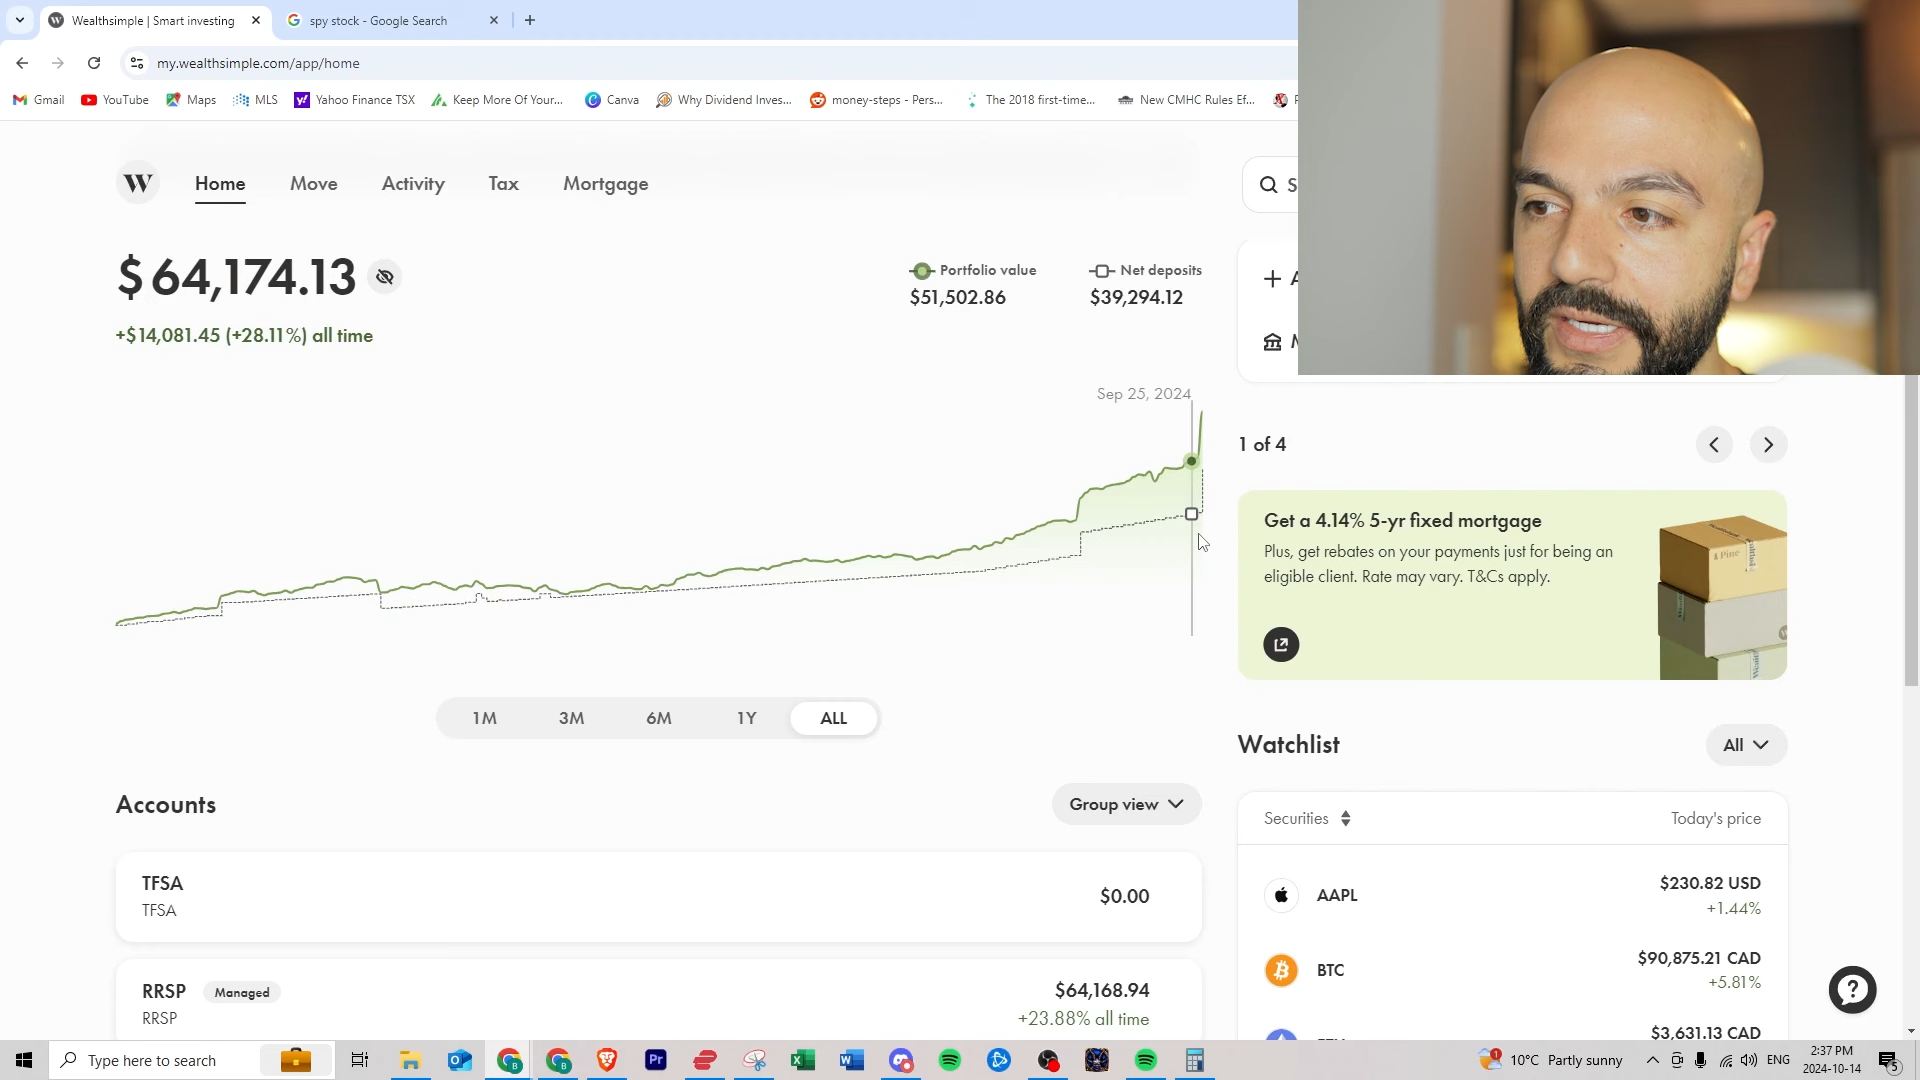 Wealthsimple | Smart investing
spy stock - Google Search
my.wealthsimple.com/app/home
Gmail
YouTube
Maps
MLS
Yahoo Finance TSX
Keep More Of Your...
Canva
Why Dividend Inves...
money-steps - Pers...
The 2018 first-time...
New CMHC Rules Ef...
W
Home
Move
Activity
Tax
Mortgage
$ 64,174.13
+$14,081.45 (+28.11%) all time
Portfolio value
$51,502.86
Net deposits
$39,294.12
Sep 25, 2024
1M
3M
6M
1Y
ALL
Accounts
Group view
TFSA
TFSA
$0.00
RRSP
Managed
RRSP
$64,168.94
+23.88% all time
1 of 4
Get a 4.14% 5-yr fixed mortgage
Plus, get rebates on your payments just for being an
eligible client. Rate may vary. T&Cs apply.
Pine
Watchlist
All
Securities
Today's price
AAPL
$230.82 USD
+1.44%
BTC
$90,875.21 CAD
+5.81%
$3,631.13 CAD
Type here to search
10°C Partly sunny
ENG
2:37 PM
2024-10-14
5